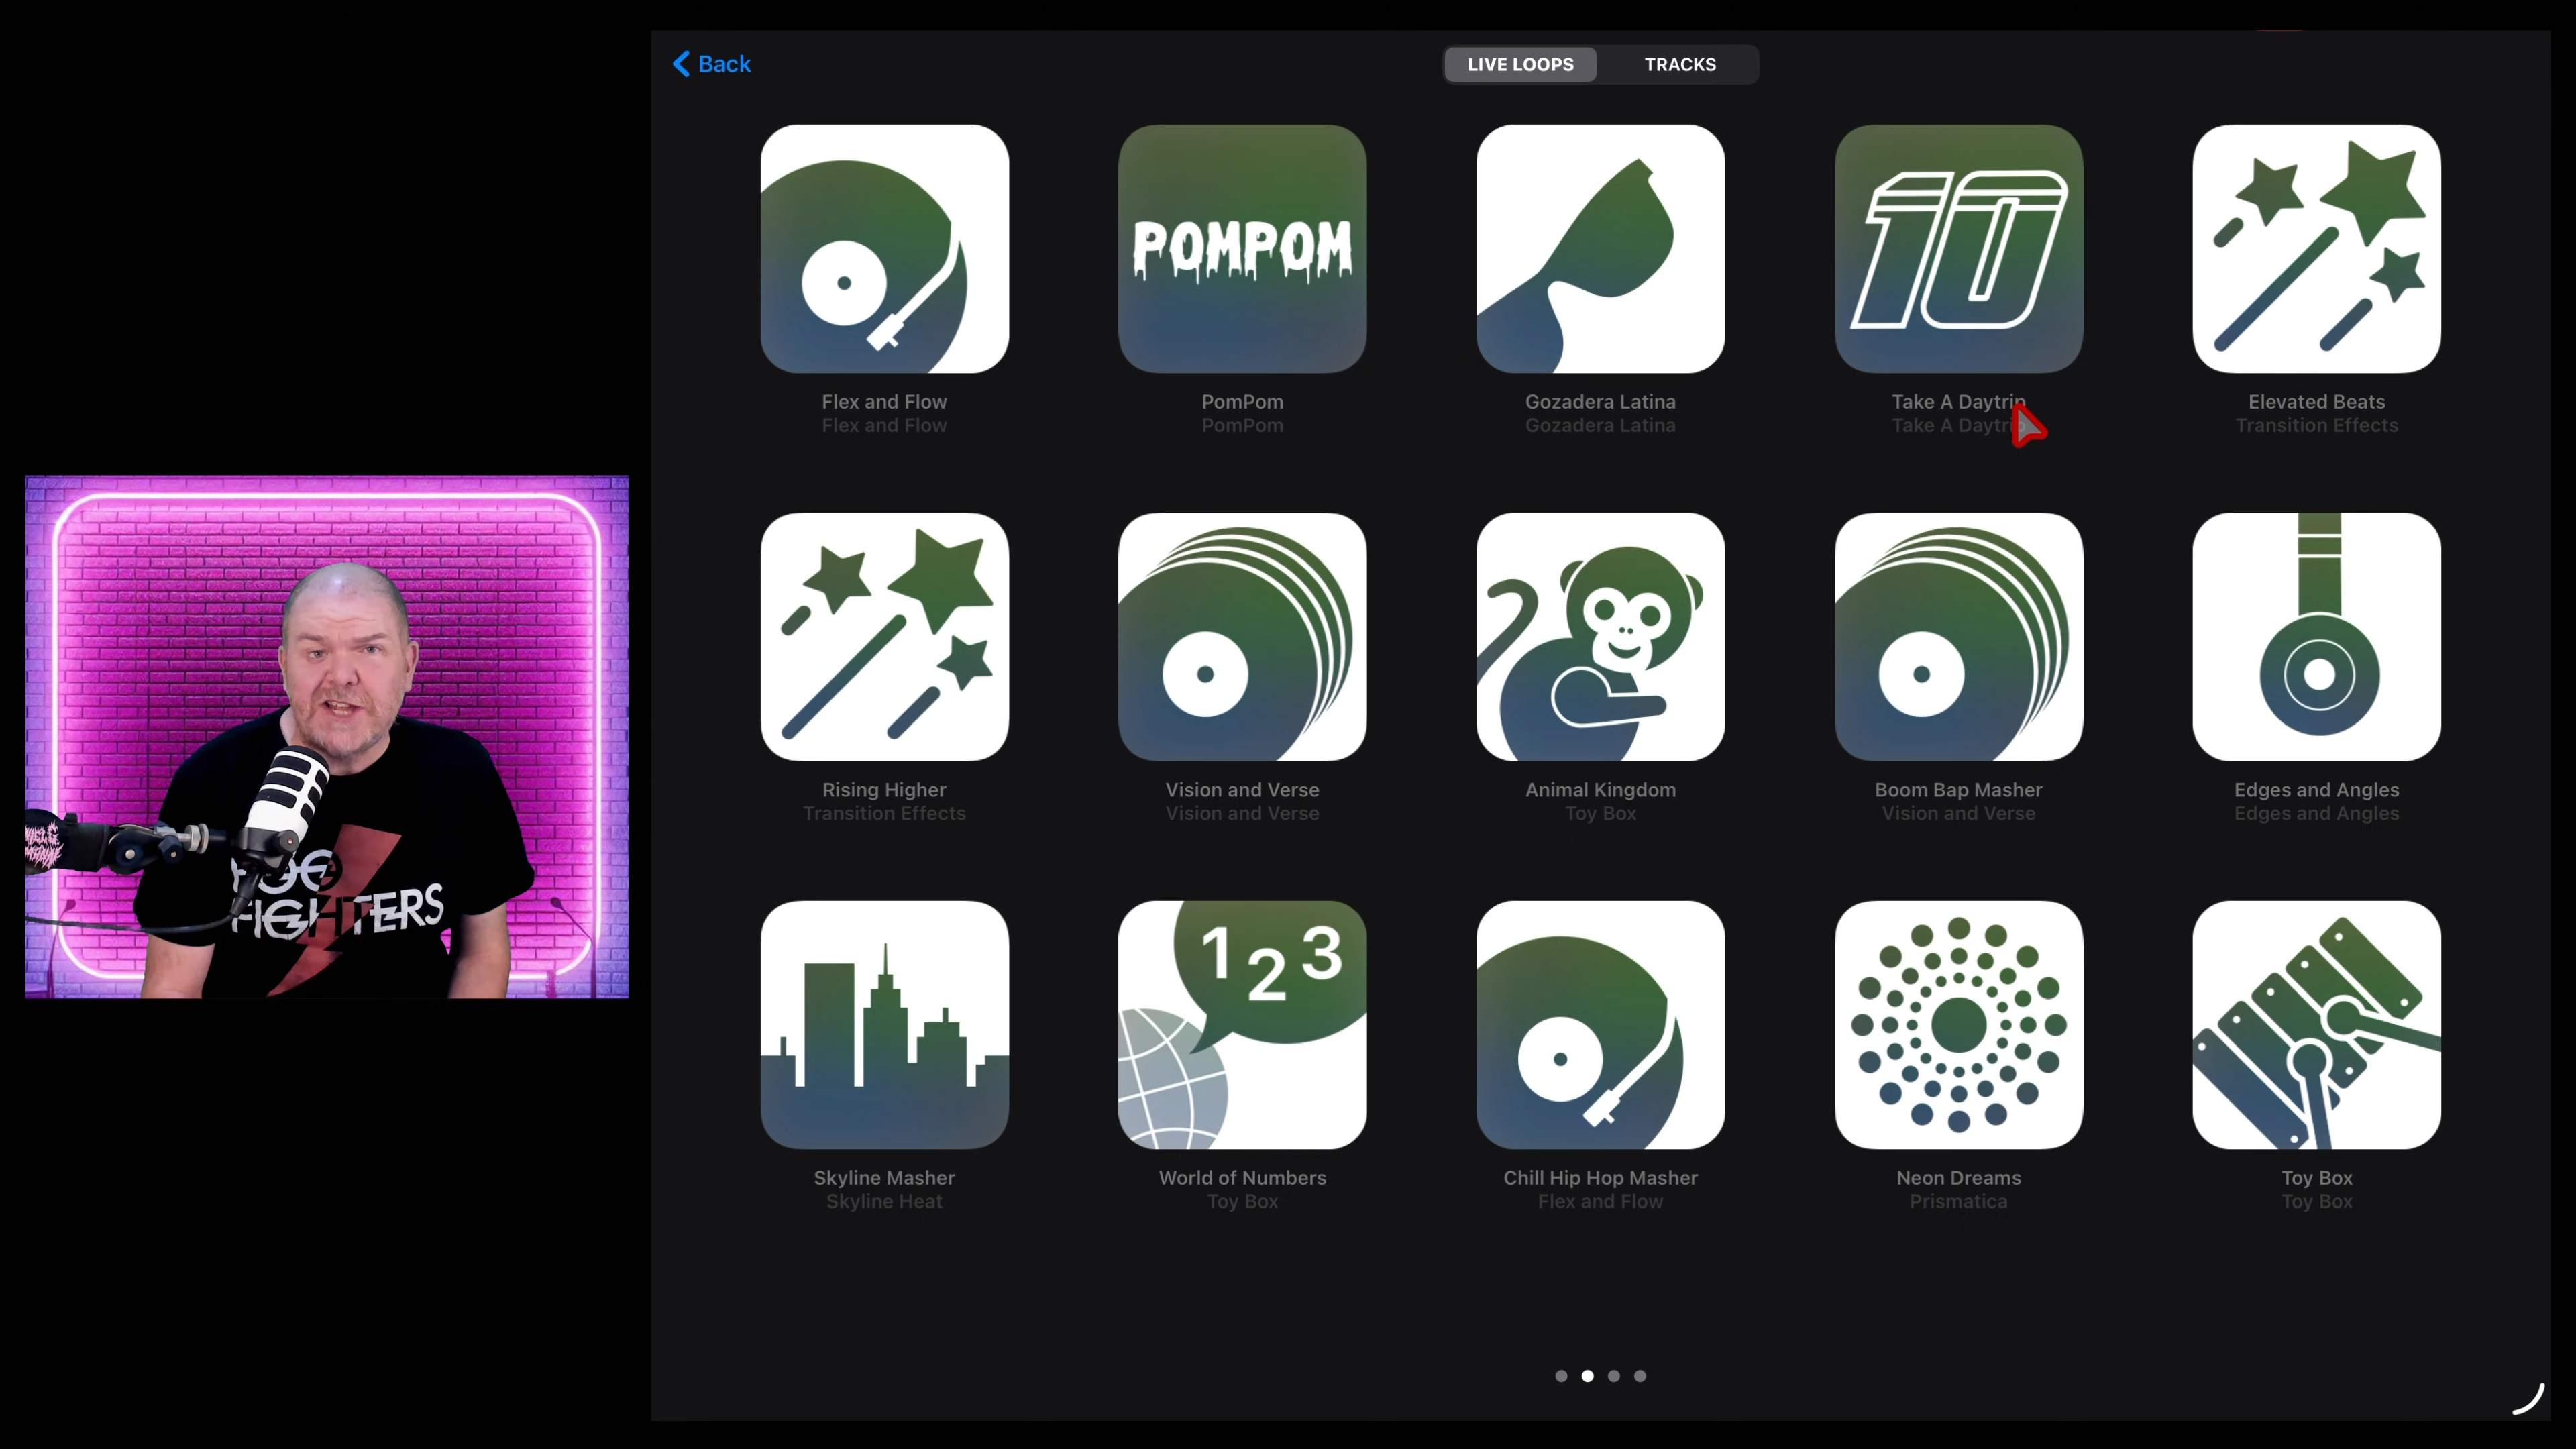 Back
LIVE LOOPS
TRACKS
POMPOM
10
Flex and Flow
Flex and Flow
PomPom
PomPom
Gozadera Latina
Gozadera Latina
Take A Daytrip
Take A Daytrip
Elevated Beats
Transition Effects
Rising Higher
Transition Effects
Vision and Verse
Vision and Verse
Animal Kingdom
Toy Box
Boom Bap Masher
Vision and Verse
Edges and Angles
Edges and Angles
FOO
FIGHTERS
1 2 3
Skyline Masher
Skyline Heat
World of Numbers
Toy Box
Chill Hip Hop Masher
Flex and Flow
Neon Dreams
Prismatica
Toy Box
Toy Box